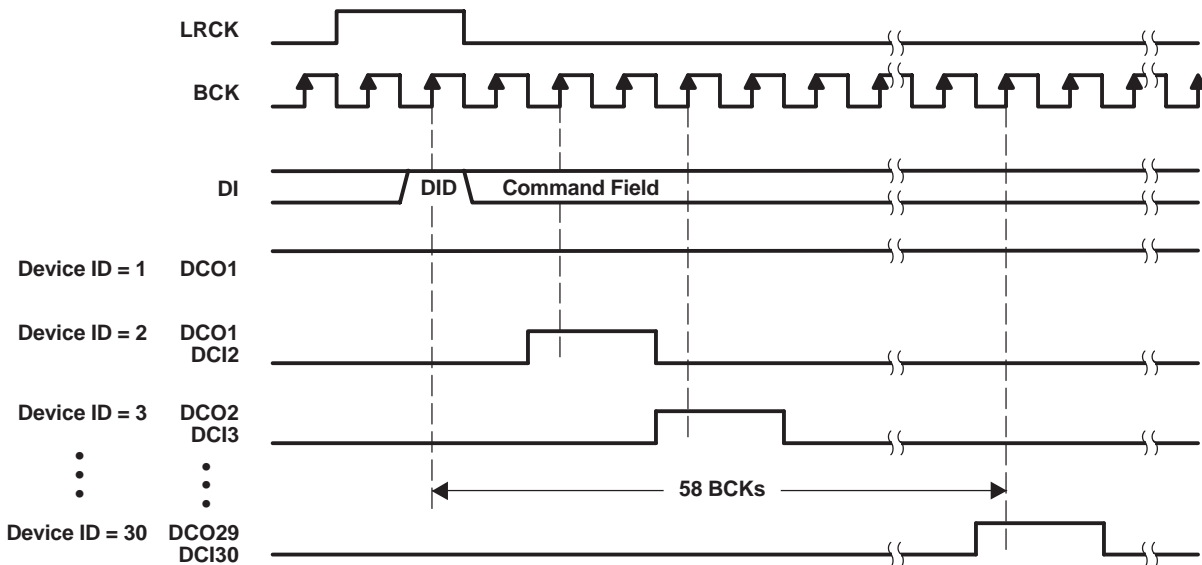 LRCK
BCK
DI
DID
Command Field
Device ID = 1 DCO1
Device ID = 2 DCO1
DCI2
Device ID = 3 DCO2
DCI3
58 BCKs
Device ID = 30 DCO29
DCI30